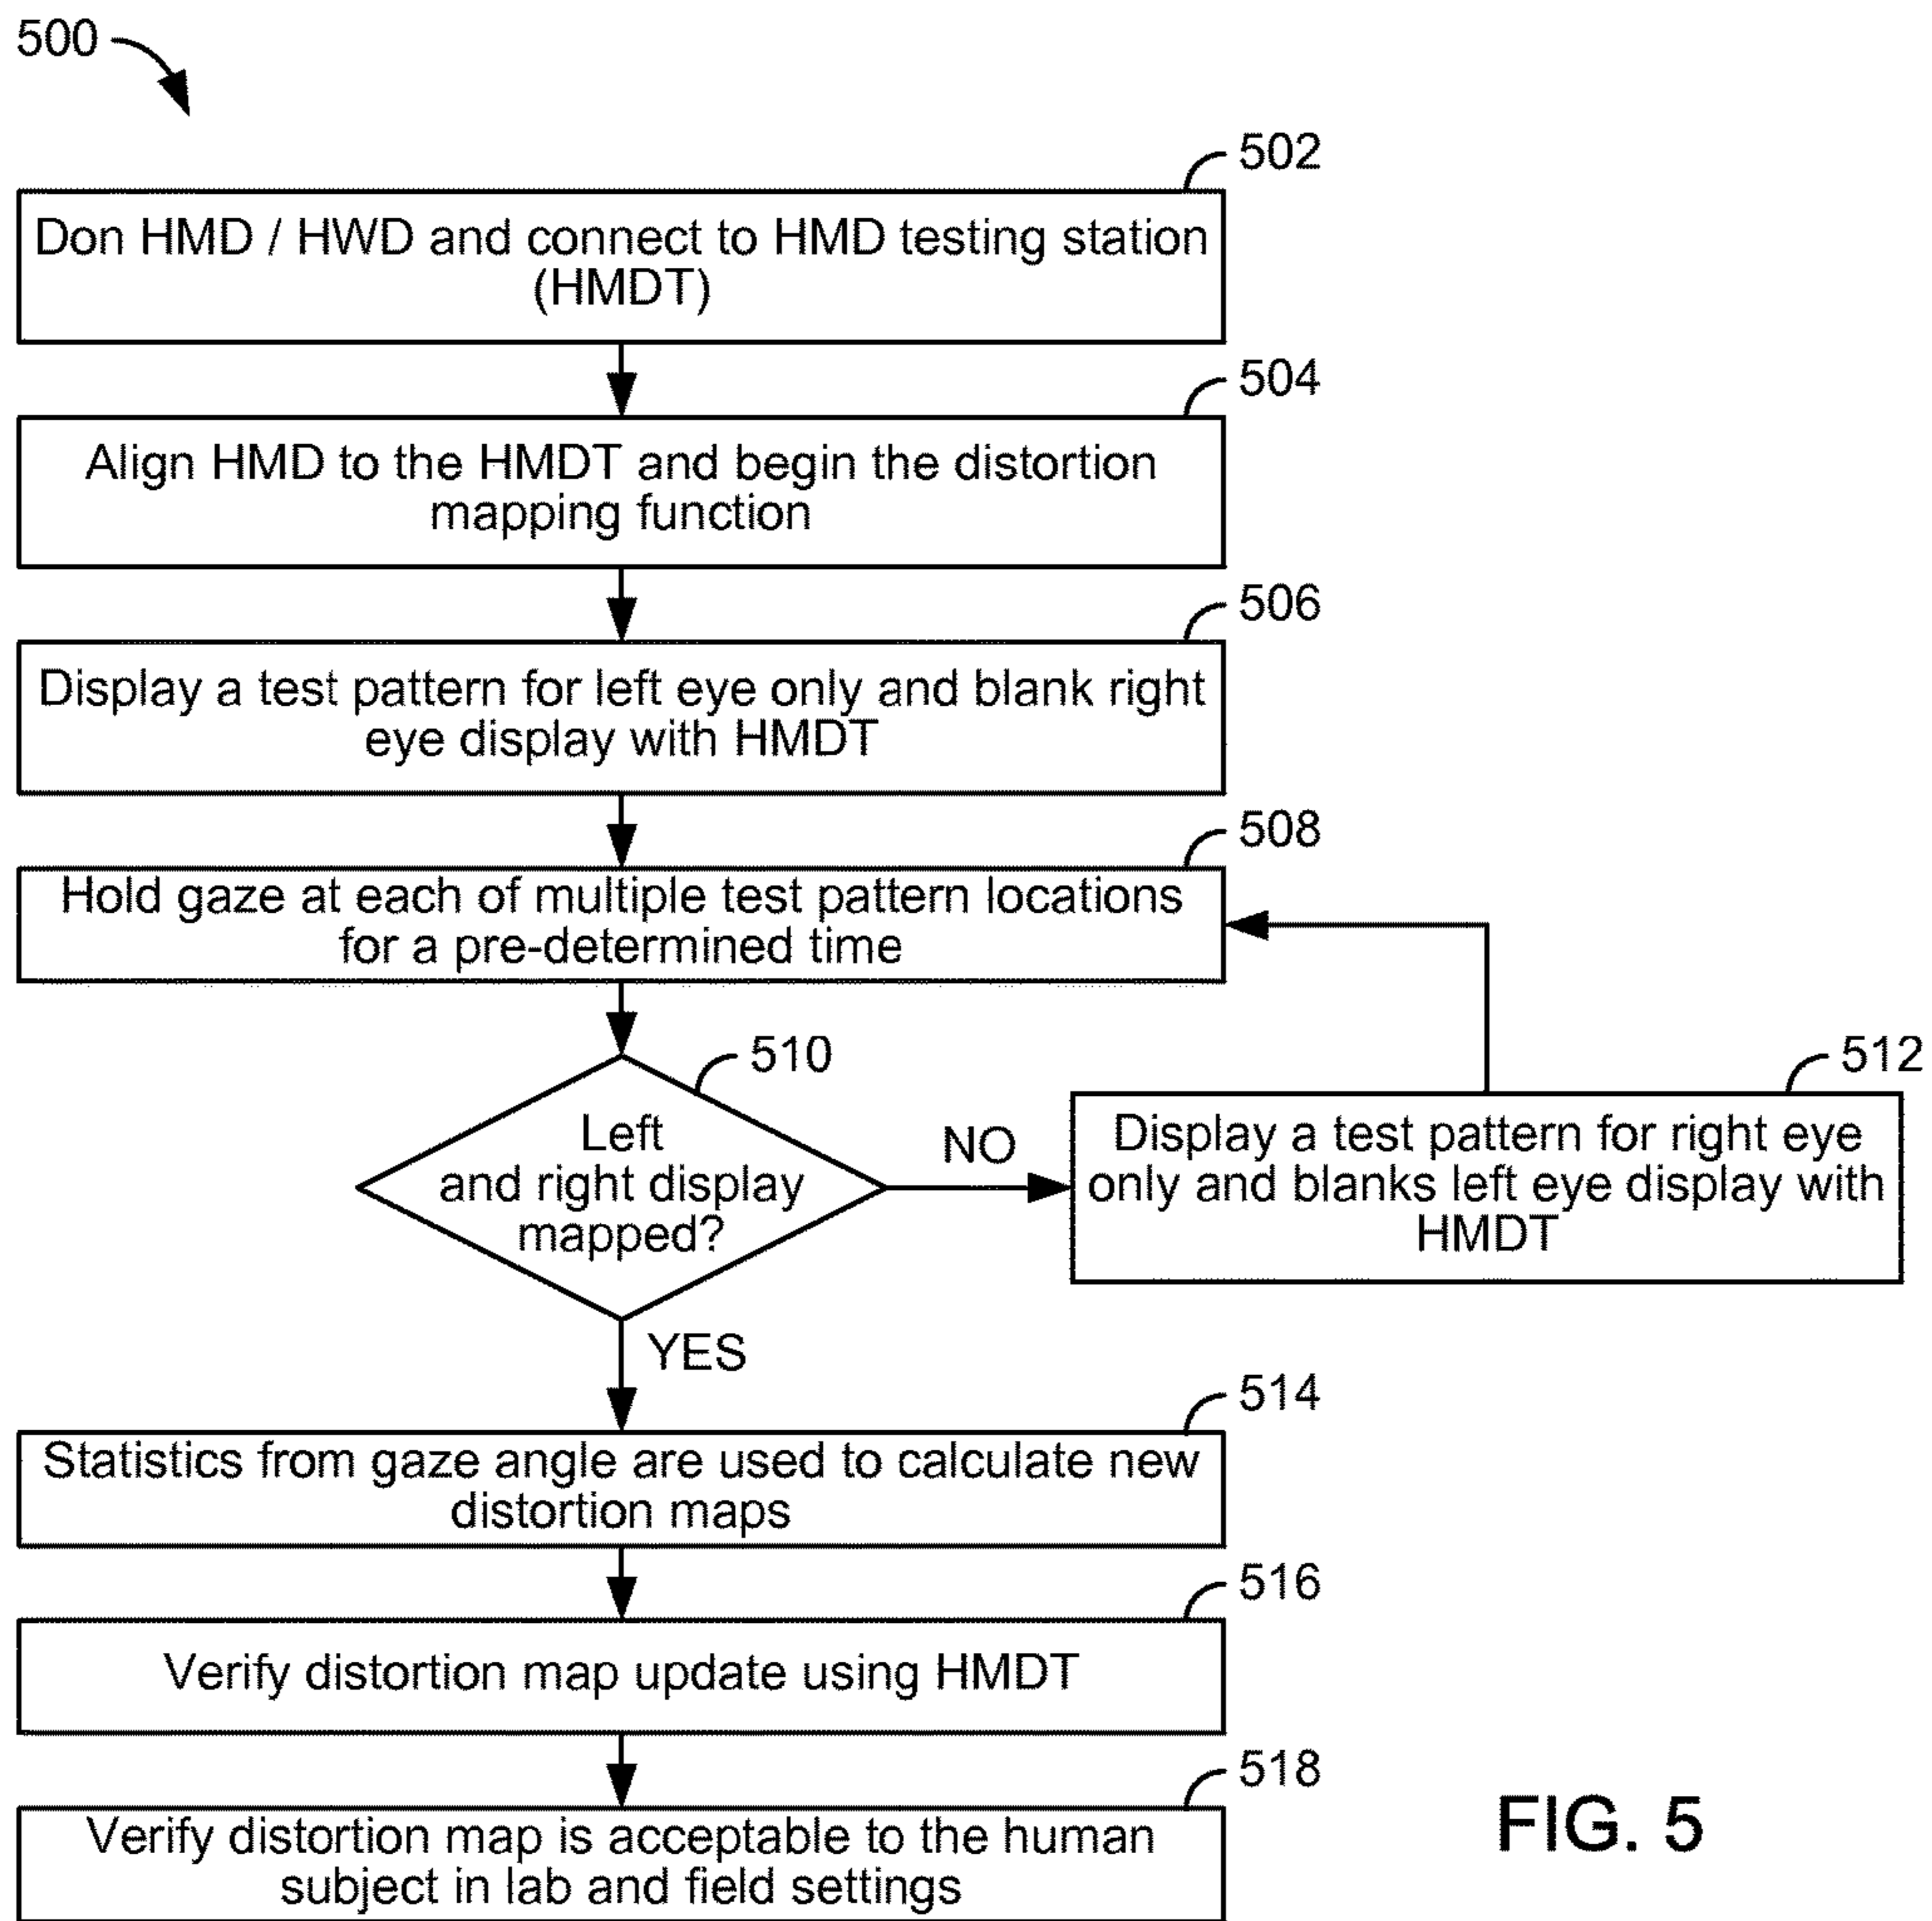 500
502
Don HMD / HWD and connect to HMD testing station
(HMDT)
504
Align HMD to the HMDT and begin the distortion
mapping function
506
Display a test pattern for left eye only and blank right
eye display with HMDT
508
Hold gaze at each of multiple test pattern locations
for a pre-determined time
510
Left
and right display
mapped?
NO
512
Display a test pattern for right eye
only and blanks left eye display with
HMDT
YES
514
Statistics from gaze angle are used to calculate new
distortion maps
516
Verify distortion map update using HMDT
518
Verify distortion map is acceptable to the human
subject in lab and field settings
FIG. 5